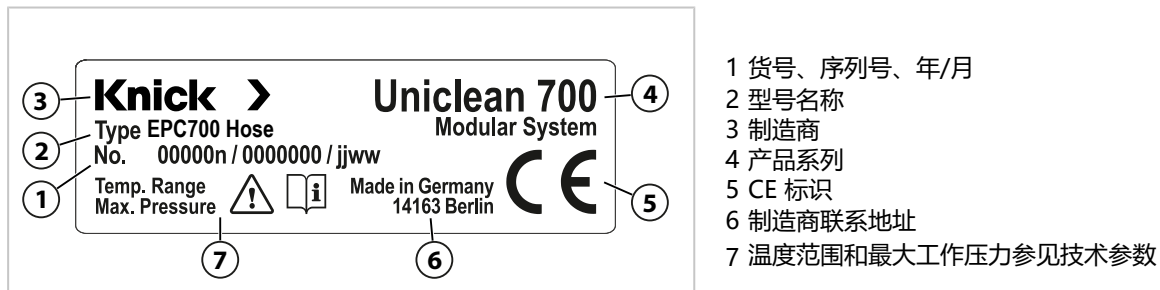 Knick >
Uniclean 700
Modular System
Type EPC700 Hose
No. 00000n / 0000000 / jjww
Temp. Range
Max. Pressure
Made in Germany
14163 Berlin
CE
3
2
1
7
6
5
4
1 货号、序列号、年/月
2 型号名称
3 制造商
4 产品系列
5 CE 标识
6 制造商联系地址
7 温度范围和最大工作压力参见技术参数